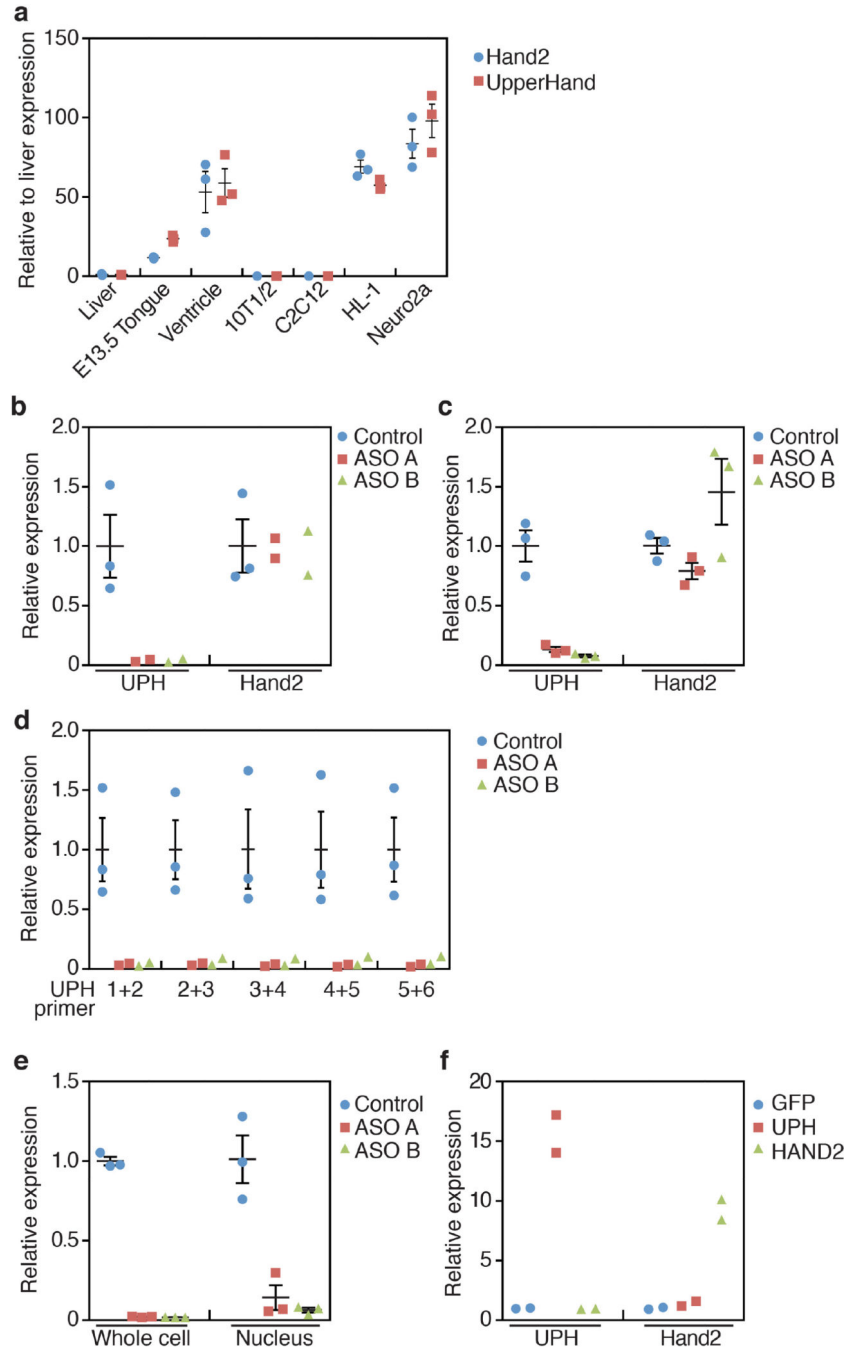 a
150
100
50
0
Relative to liver expression
Hand2
UpperHand
Liver
E13.5 Tongue
Ventricle
10T1/2
C2C12
HL-1
Neuro2a
b
2.0
1.5
1.0
0.5
0
Relative expression
Control
ASO A
ASO B
UPH
Hand2
c
2.0
1.5
1.0
0.5
0
Relative expression
Control
ASO A
ASO B
UPH
Hand2
d
2.0
1.5
1.0
0.5
0
Relative expression
Control
ASO A
ASO B
UPH primer
1+2
2+3
3+4
4+5
5+6
e
1.5
1.0
0.5
0
Relative expression
Control
ASO A
ASO B
Whole cell
Nucleus
f
20
15
10
5
0
Relative expression
GFP
UPH
HAND2
UPH
Hand2